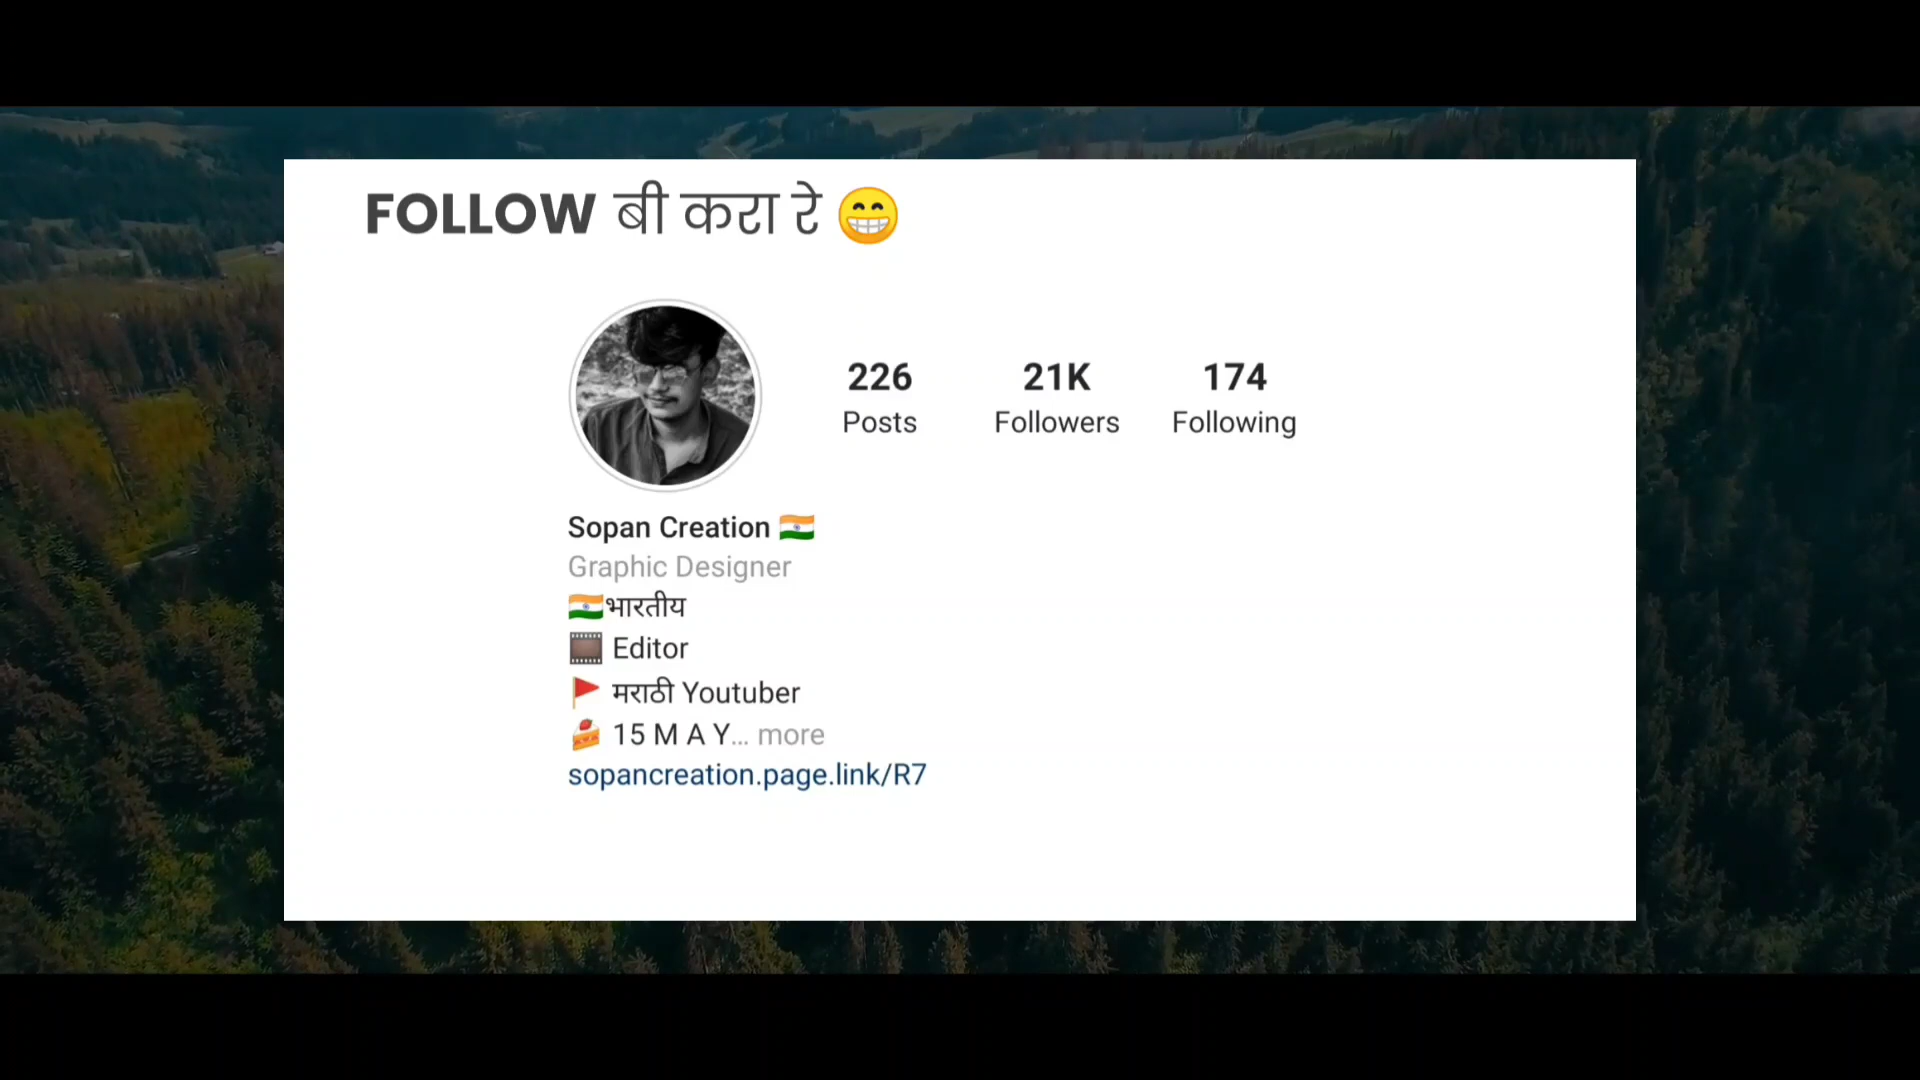 FOLLOW बी करा रे 😁
226 21K 174
Posts Followers Following
Sopan Creation 🇮🇳
Graphic Designer
🇮🇳भारतीय
🎞️ Editor
🚩 मराठी Youtuber
🍰 15 M A Y... more
sopancreation.page.link/R7